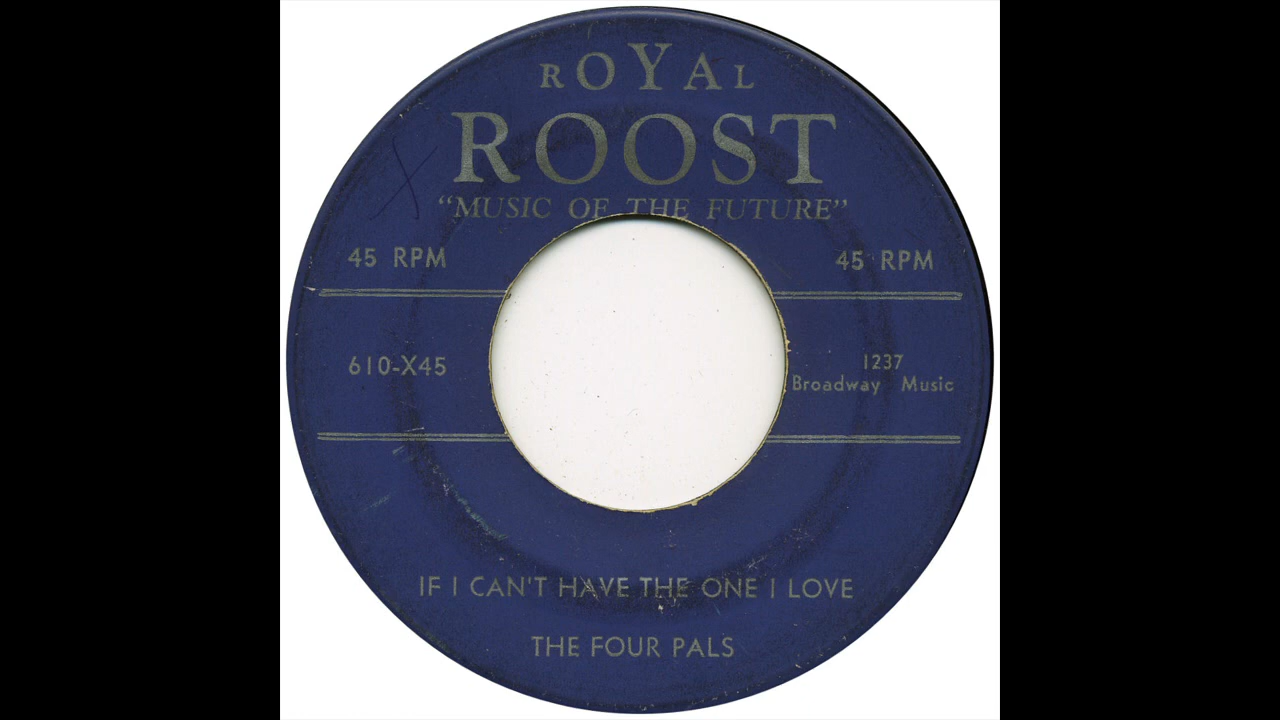 ROYAL
ROOST
"MUSIC OF THE FUTURE"
45 RPM
45 RPM
610-X45
1237
Broadway Music
IF I CAN'T HAVE THE ONE I LOVE
THE FOUR PALS